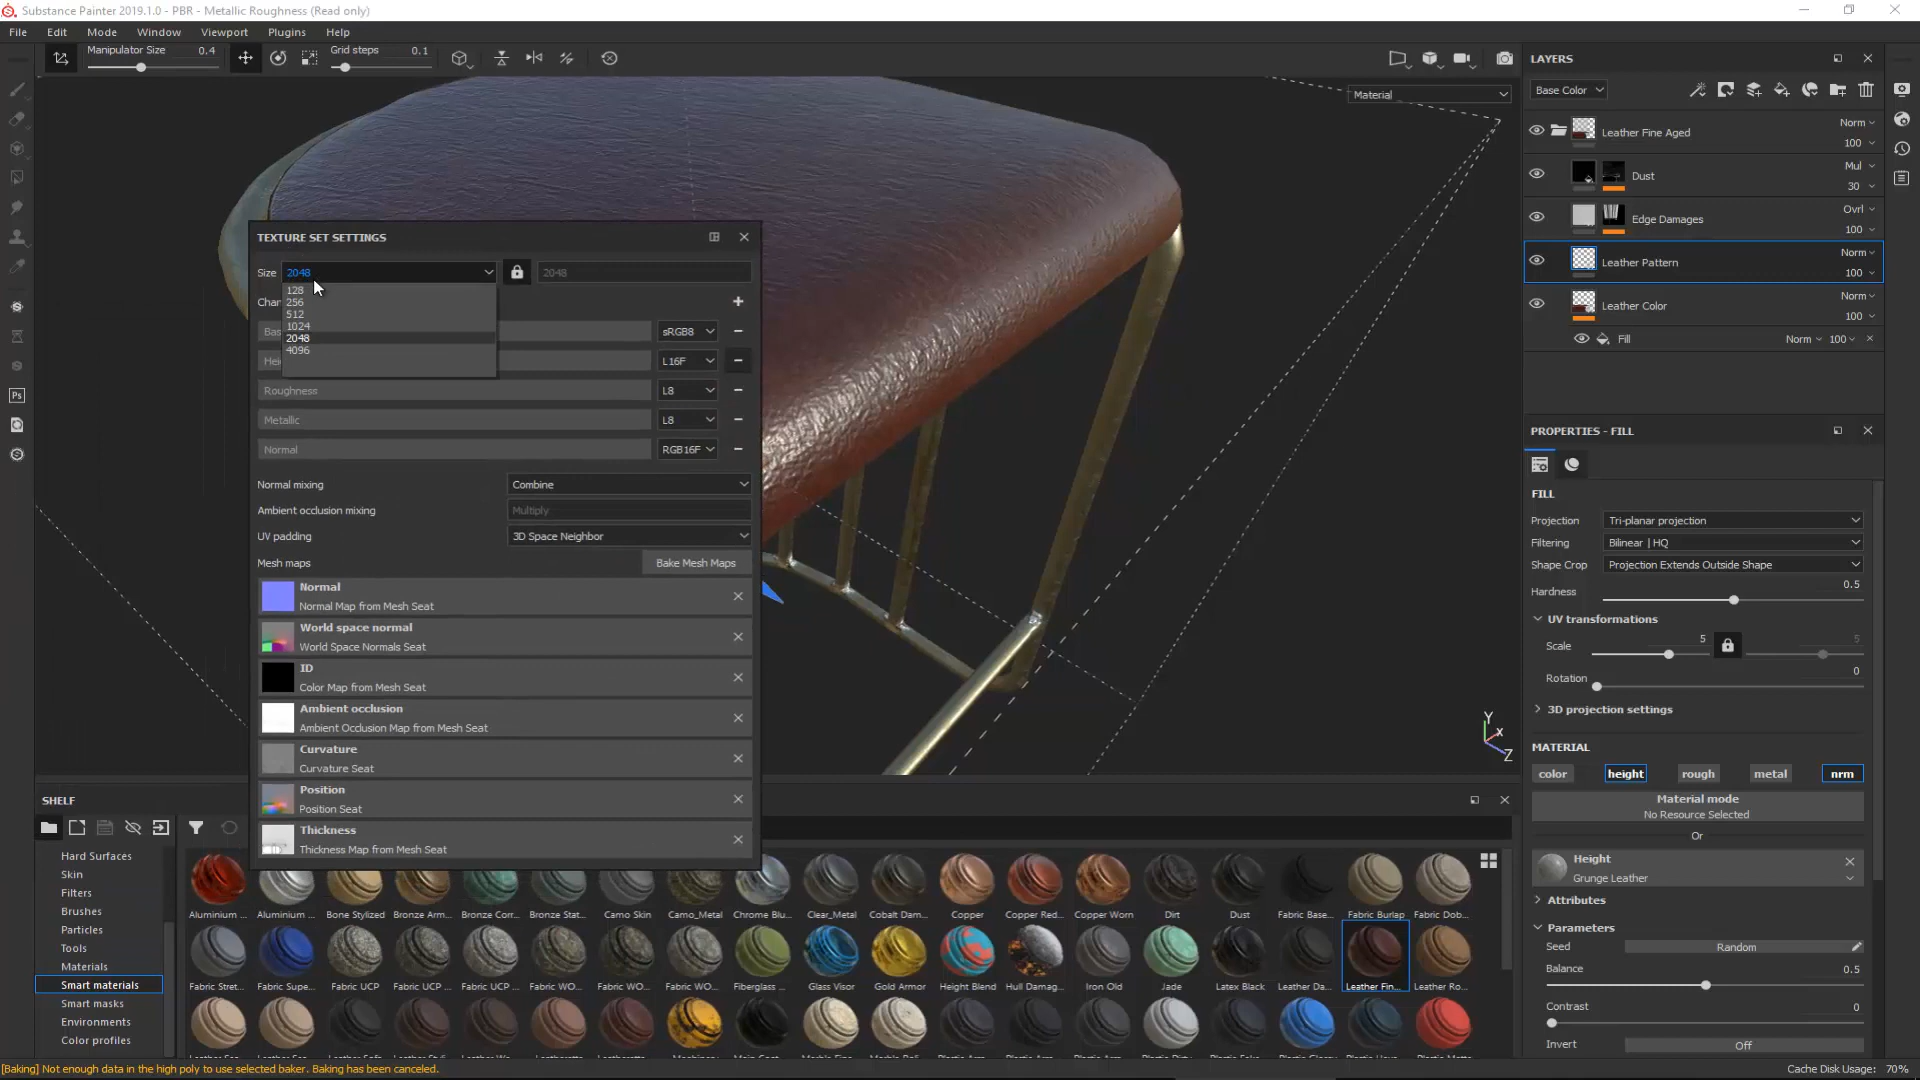 Substance Painter 2019.1.0 - PBR - Metallic Roughness (Read only)
File Edit Mode Window Viewport Plugins Help
Manipulator Size 0.4
Grid steps 0.1
Material
TEXTURE SET SETTINGS
Size 2048
2048
128
256
512
1024
2048
4096
sRGB8
L16F
Roughness L8
Metallic L8
Normal RGB16F
Normal mixing Combine
Ambient occlusion mixing Multiply
UV padding 3D Space Neighbor
Mesh maps Bake Mesh Maps
Normal
Normal Map from Mesh Seat
World space normal
World Space Normals Seat
ID
Color Map from Mesh Seat
Ambient occlusion
Ambient Occlusion Map from Mesh Seat
Curvature
Curvature Seat
Position
Position Seat
Thickness
Thickness Map from Mesh Seat
Y
X
Z
LAYERS
Base Color
Leather Fine Aged Norm
100
Dust Mul
30
Edge Damages Ovrl
100
Leather Pattern Norm
100
Leather Color Norm
100
Fill Norm 100
PROPERTIES - FILL
FILL
Projection Tri-planar projection
Filtering Bilinear | HQ
Shape Crop Projection Extends Outside Shape
Hardness 0.5
UV transformations
Scale 5 5
Rotation 0
3D projection settings
MATERIAL
color height rough metal nrm
Material mode
No Resource Selected
Or
Height
Grunge Leather
Attributes
Parameters
Seed Random
Balance 0.5
Contrast 0
Invert Off
SHELF
Hard Surfaces
Skin
Filters
Brushes
Particles
Tools
Materials
Smart materials
Smart masks
Environments
Color profiles
Aluminium ... Aluminium ... Bone Stylized Bronze Arm... Bronze Corr... Bronze Stat... Camo Skin Camo_Metal Chrome Blu... Clear_Metal Cobalt Dam... Copper Copper Red... Copper Worn Dirt Dust Fabric Base... Fabric Burlap Fabric Dob...
Fabric Stret... Fabric Supe... Fabric UCP Fabric UCP ... Fabric UCP ... Fabric WO... Fabric WO... Fabric WO... Fiberglass ... Glass Visor Gold Armor Height Blend Hull Damag... Iron Old Jade Latex Black Leather Da... Leather Fin... Leather Ro...
[Baking] Not enough data in the high poly to use selected baker. Baking has been canceled.
Cache Disk Usage: 70%